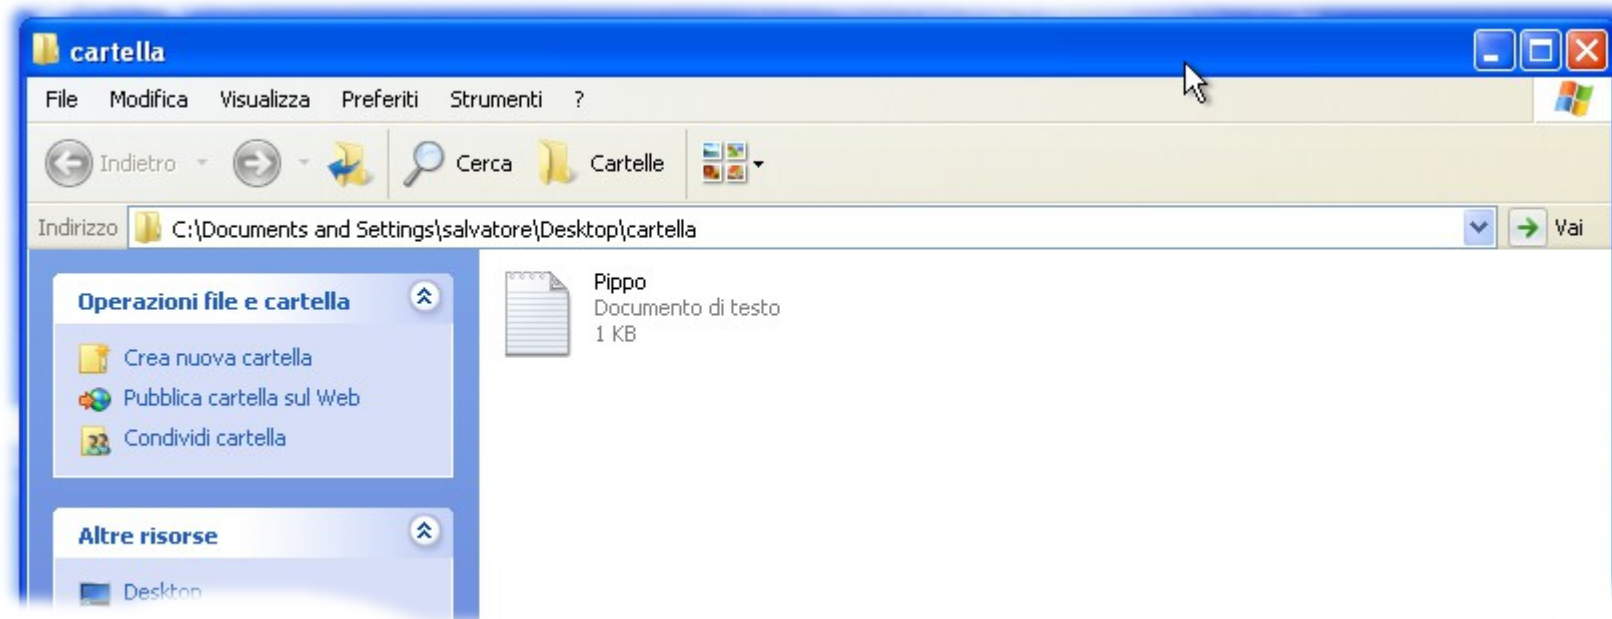 cartella
File Modifica Visualizza Preferiti Strumenti ?
Indietro Cerca Cartelle
Indirizzo C:\Documents and Settings\salvatore\Desktop\cartella Vai
Operazioni file e cartella
Crea nuova cartella
Pubblica cartella sul Web
Condividi cartella
Altre risorse
Desktop
Pippo
Documento di testo
1 KB